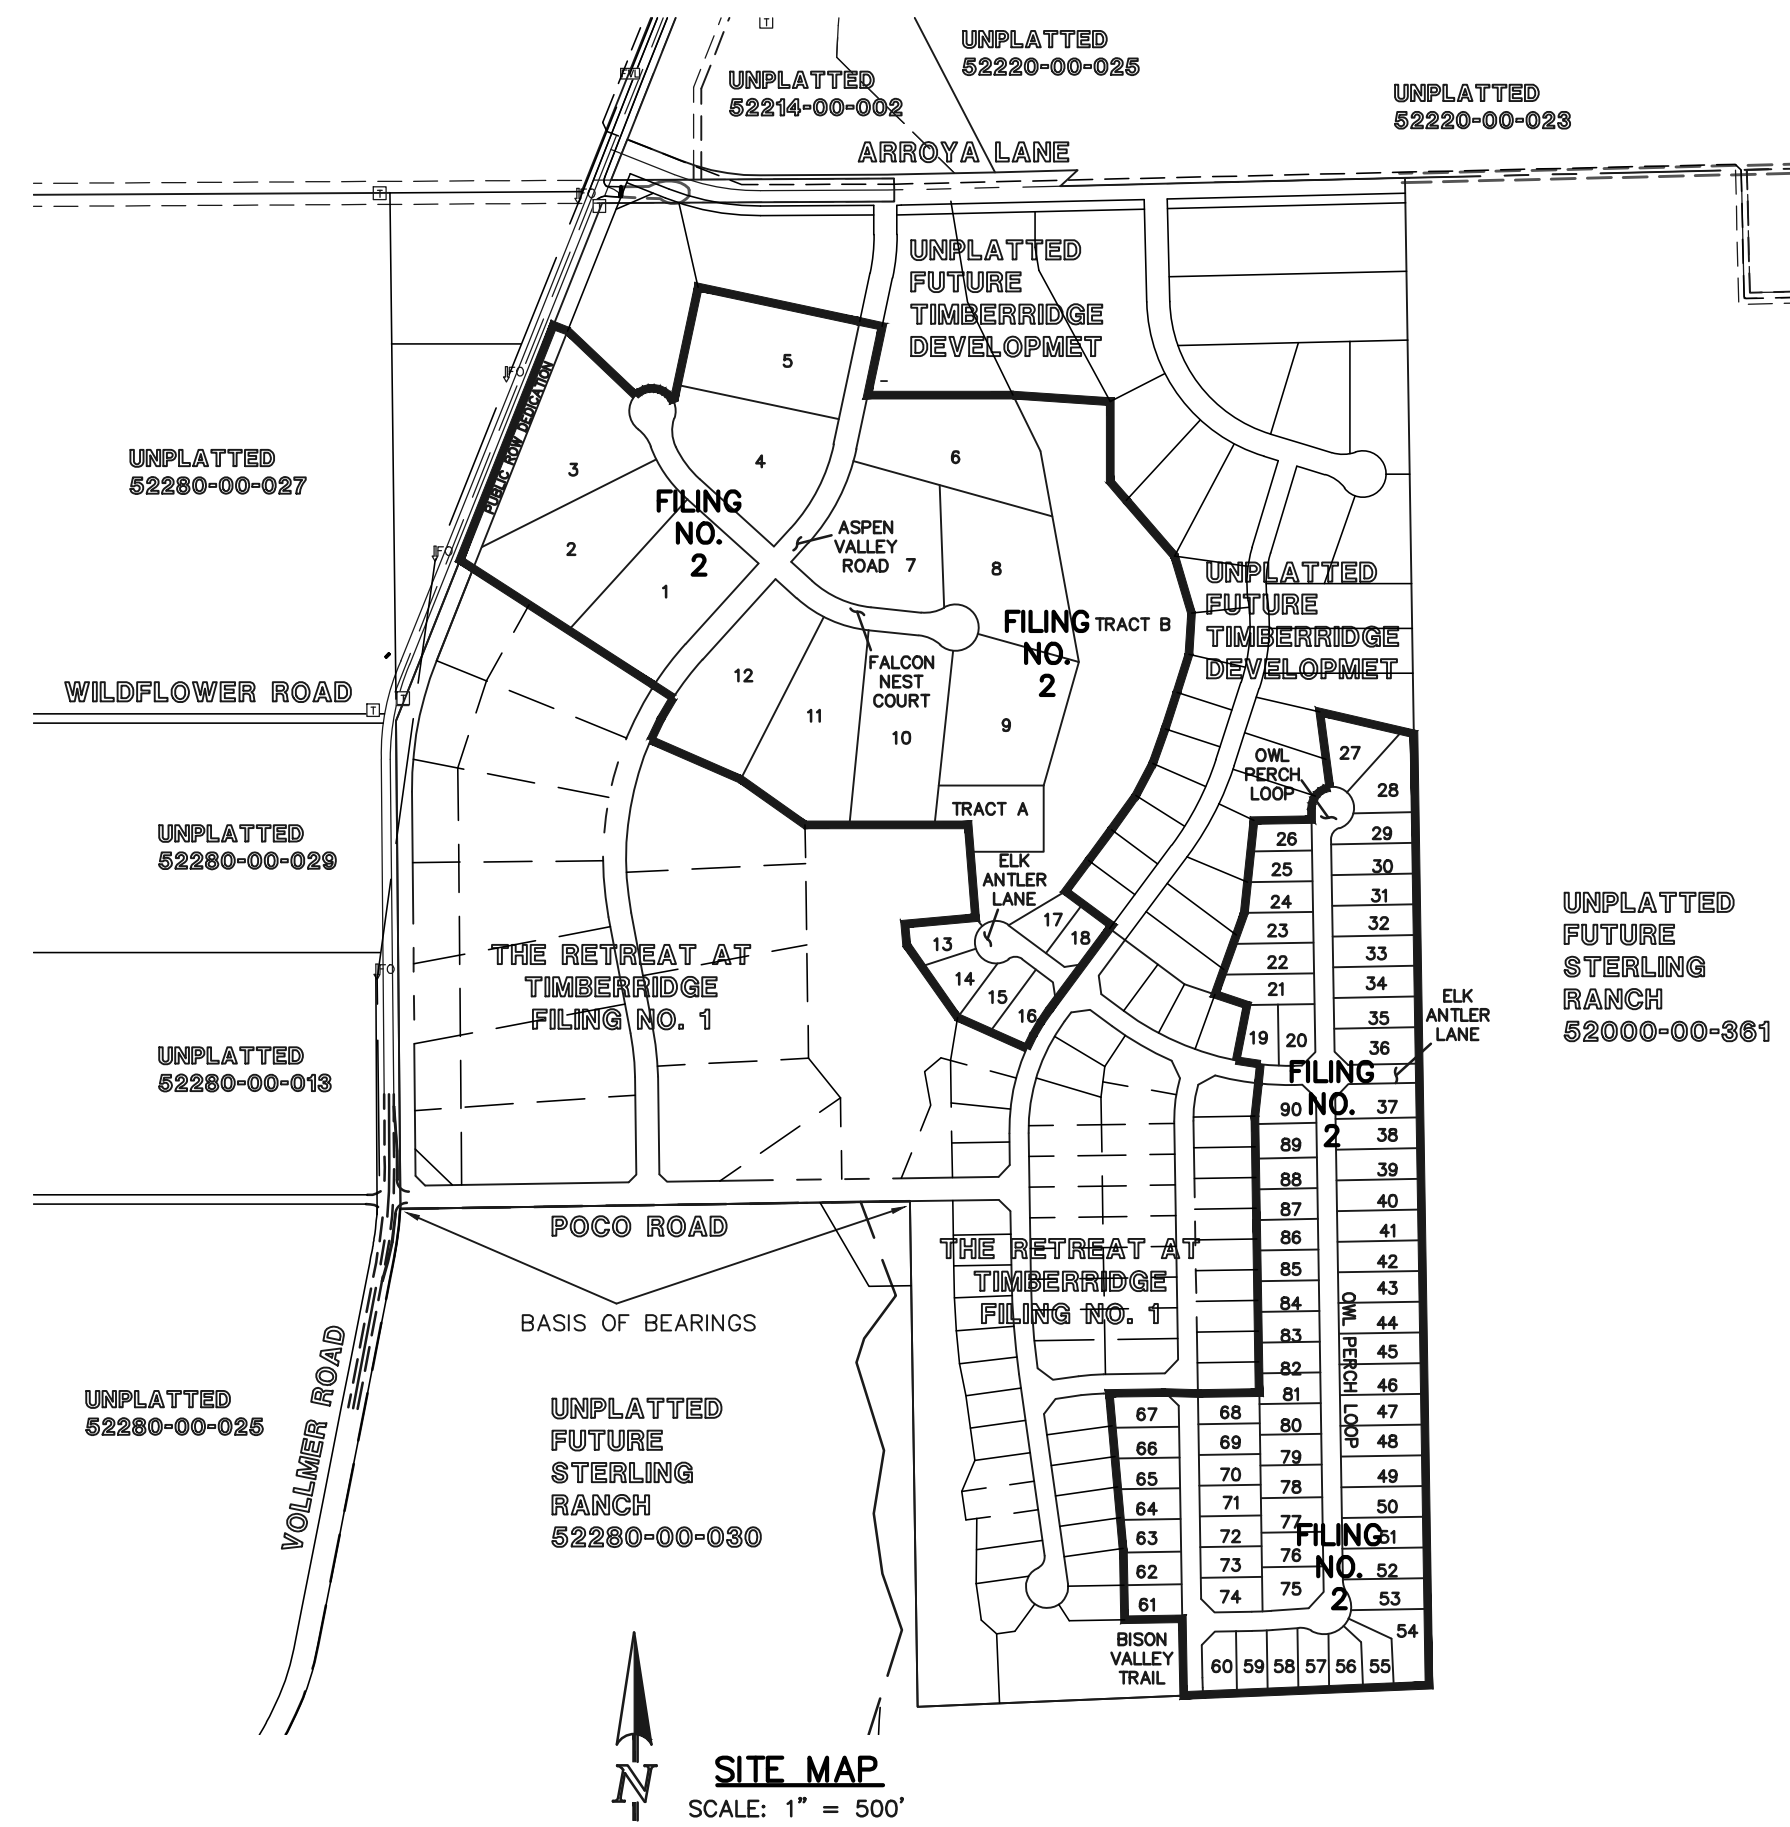 UNPLATTED
52220-00-025
UNPLATTED
52214-00-002
UNPLATTED
52220-00-023
ARROYA LANE
UNPLATTED
FUTURE
TIMBERRIDGE
DEVELOPMET
5
PUBLIC ROW DEDICATION
UNPLATTED
52280-00-027
3
4
6
FILING
NO.
2
ASPEN
VALLEY
ROAD
7
2
1
8
FILING
NO.
2
TRACT B
UNPLATTED
FUTURE
TIMBERRIDGE
DEVELOPMET
FALCON
NEST
COURT
12
11
10
9
WILDFLOWER ROAD
TRACT A
OWL
PERCH
LOOP
27
28
29
30
31
32
33
34
35
36
26
25
24
23
22
21
19
20
UNPLATTED
52280-00-029
ELK
ANTLER
LANE
17
18
13
14
15
16
THE RETREAT AT
TIMBERRIDGE
FILING NO. 1
UNPLATTED
FUTURE
STERLING
RANCH
52000-00-361
ELK
ANTLER
LANE
UNPLATTED
52280-00-013
FILING
NO.
2
90
89
88
87
86
85
84
83
82
81
80
79
78
77
76
75
37
38
39
40
41
42
43
44
45
46
47
48
49
50
51
52
53
54
OWL PERCH LOOP
POCO ROAD
BASIS OF BEARINGS
THE RETREAT AT
TIMBERRIDGE
FILING NO. 1
VOLLMER ROAD
UNPLATTED
52280-00-025
UNPLATTED
FUTURE
STERLING
RANCH
52280-00-030
67
66
65
64
63
62
61
68
69
70
71
72
73
74
FILING
NO.
2
BISON
VALLEY
TRAIL
60
59
58
57
56
55
N
SITE MAP
SCALE: 1" = 500'